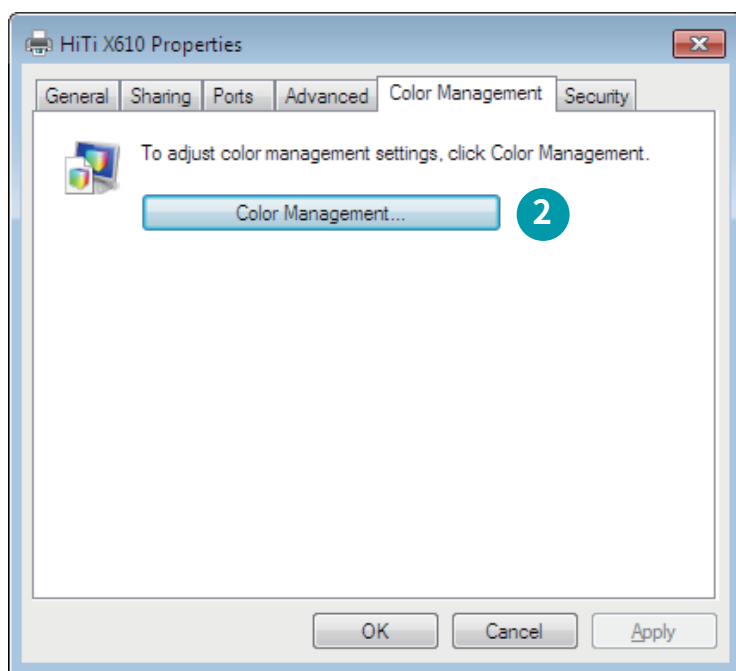 HiTi X610 Properties
General Sharing Ports Advanced Color Management Security
To adjust color management settings, click Color Management.
Color Management... 2
OK Cancel Apply